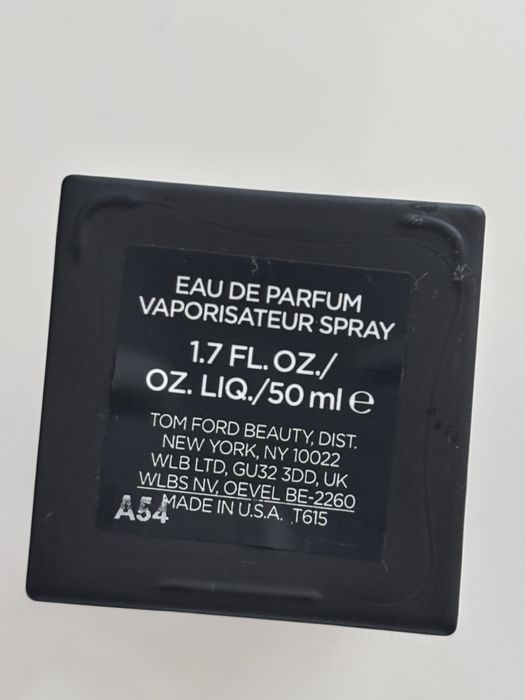 EAU DE PARFUM
VAPORISATEUR SPRAY
1.7 FL. OZ./
OZ. LIQ./50 ml ℮
TOM FORD BEAUTY, DIST.
NEW YORK, NY 10022
WLB LTD, GU32 3DD, UK
WLBS NV, OEVEL BE-2260
A54 MADE IN U.S.A. T615